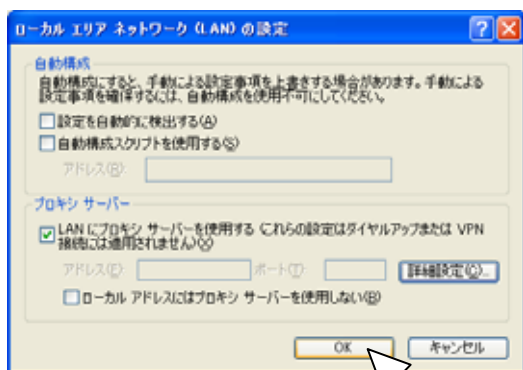 ローカル エリア ネットワーク (LAN) の設定
自動構成
自動構成にすると、手動による設定事項を上書きする場合があります。手動による
設定事項を確保するには、自動構成を使用不可にしてください。
設定を自動的に検出する(A)
自動構成スクリプトを使用する(S)
アドレス(R):
プロキシ サーバー
LAN にプロキシ サーバーを使用する (これらの設定はダイヤルアップまたは VPN
接続には適用されません)(X)
アドレス(E): ポート(T): 詳細設定(C)...
ローカル アドレスにはプロキシ サーバーを使用しない(B)
OK キャンセル